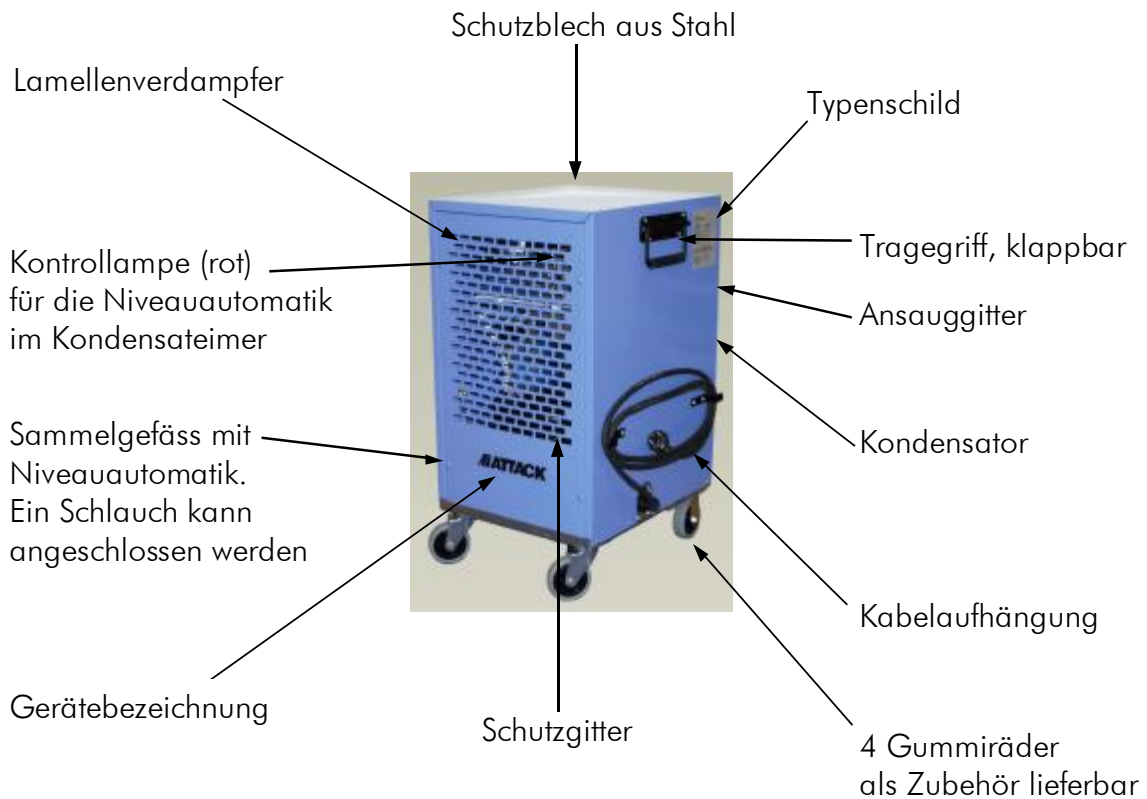 Schutzblech aus Stahl
Lamellenverdampfer
Typenschild
Kontrollampe (rot)
für die Niveauautomatik
im Kondensateimer
Tragegriff, klappbar
Ansauggitter
Sammelgefäss mit
Niveauautomatik.
Ein Schlauch kann
angeschlossen werden
Kondensator
ATTACK
Kabelaufhängung
Gerätebezeichnung
Schutzgitter
4 Gummiräder
als Zubehör lieferbar